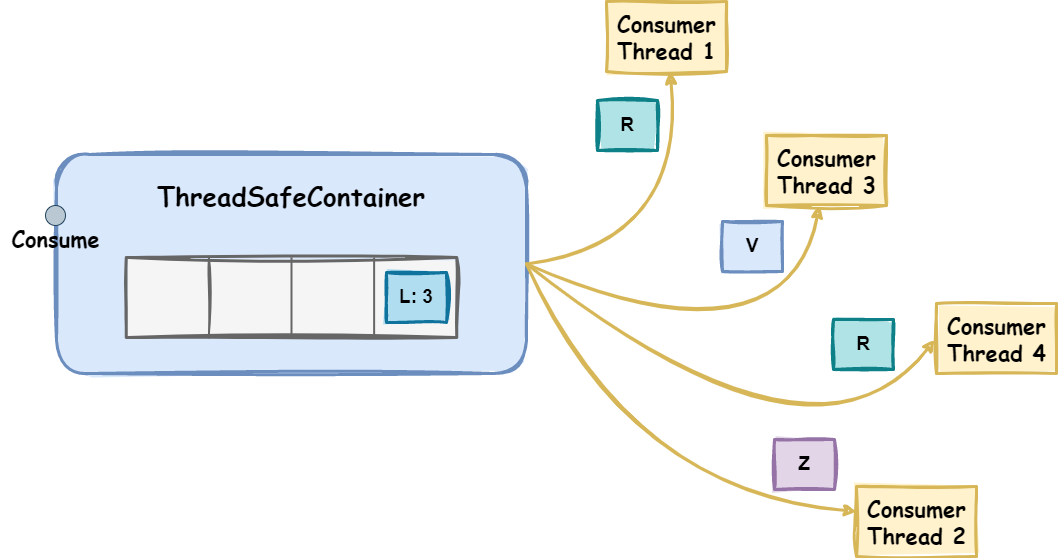 Consumer
Thread 1
R
Consumer
Thread 3
ThreadSafeContainer
Consume
V
L: 3
Consumer
Thread 4
R
Z
Consumer
Thread 2